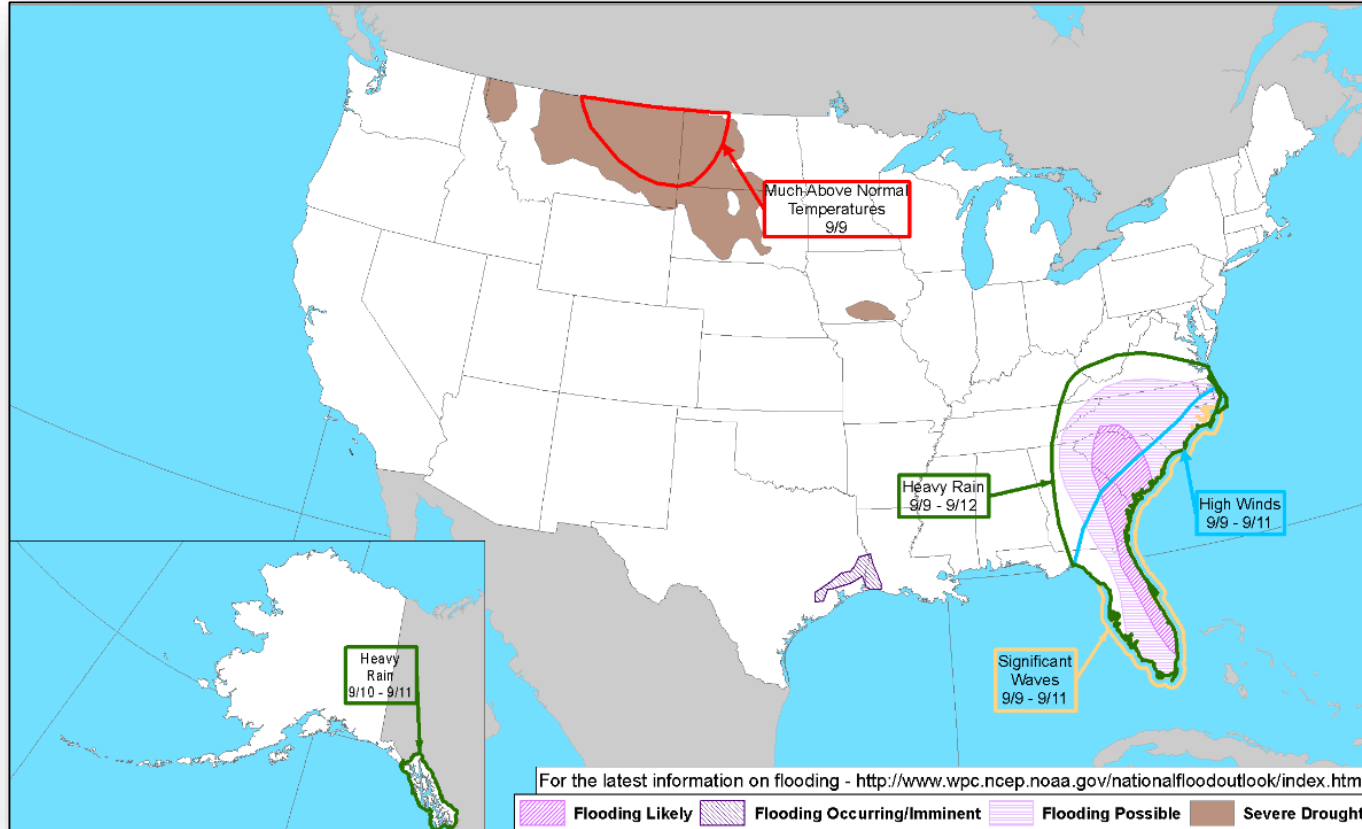 Much Above Normal
Temperatures
9/9
Heavy Rain
9/9 - 9/12
High Winds
9/9 - 9/11
Heavy
Rain
9/10 - 9/11
Significant
Waves
9/9 - 9/11
For the latest information on flooding - http://www.wpc.ncep.noaa.gov/nationalfloodoutlook/index.htm
Flooding Likely Flooding Occurring/Imminent Flooding Possible Severe Drought